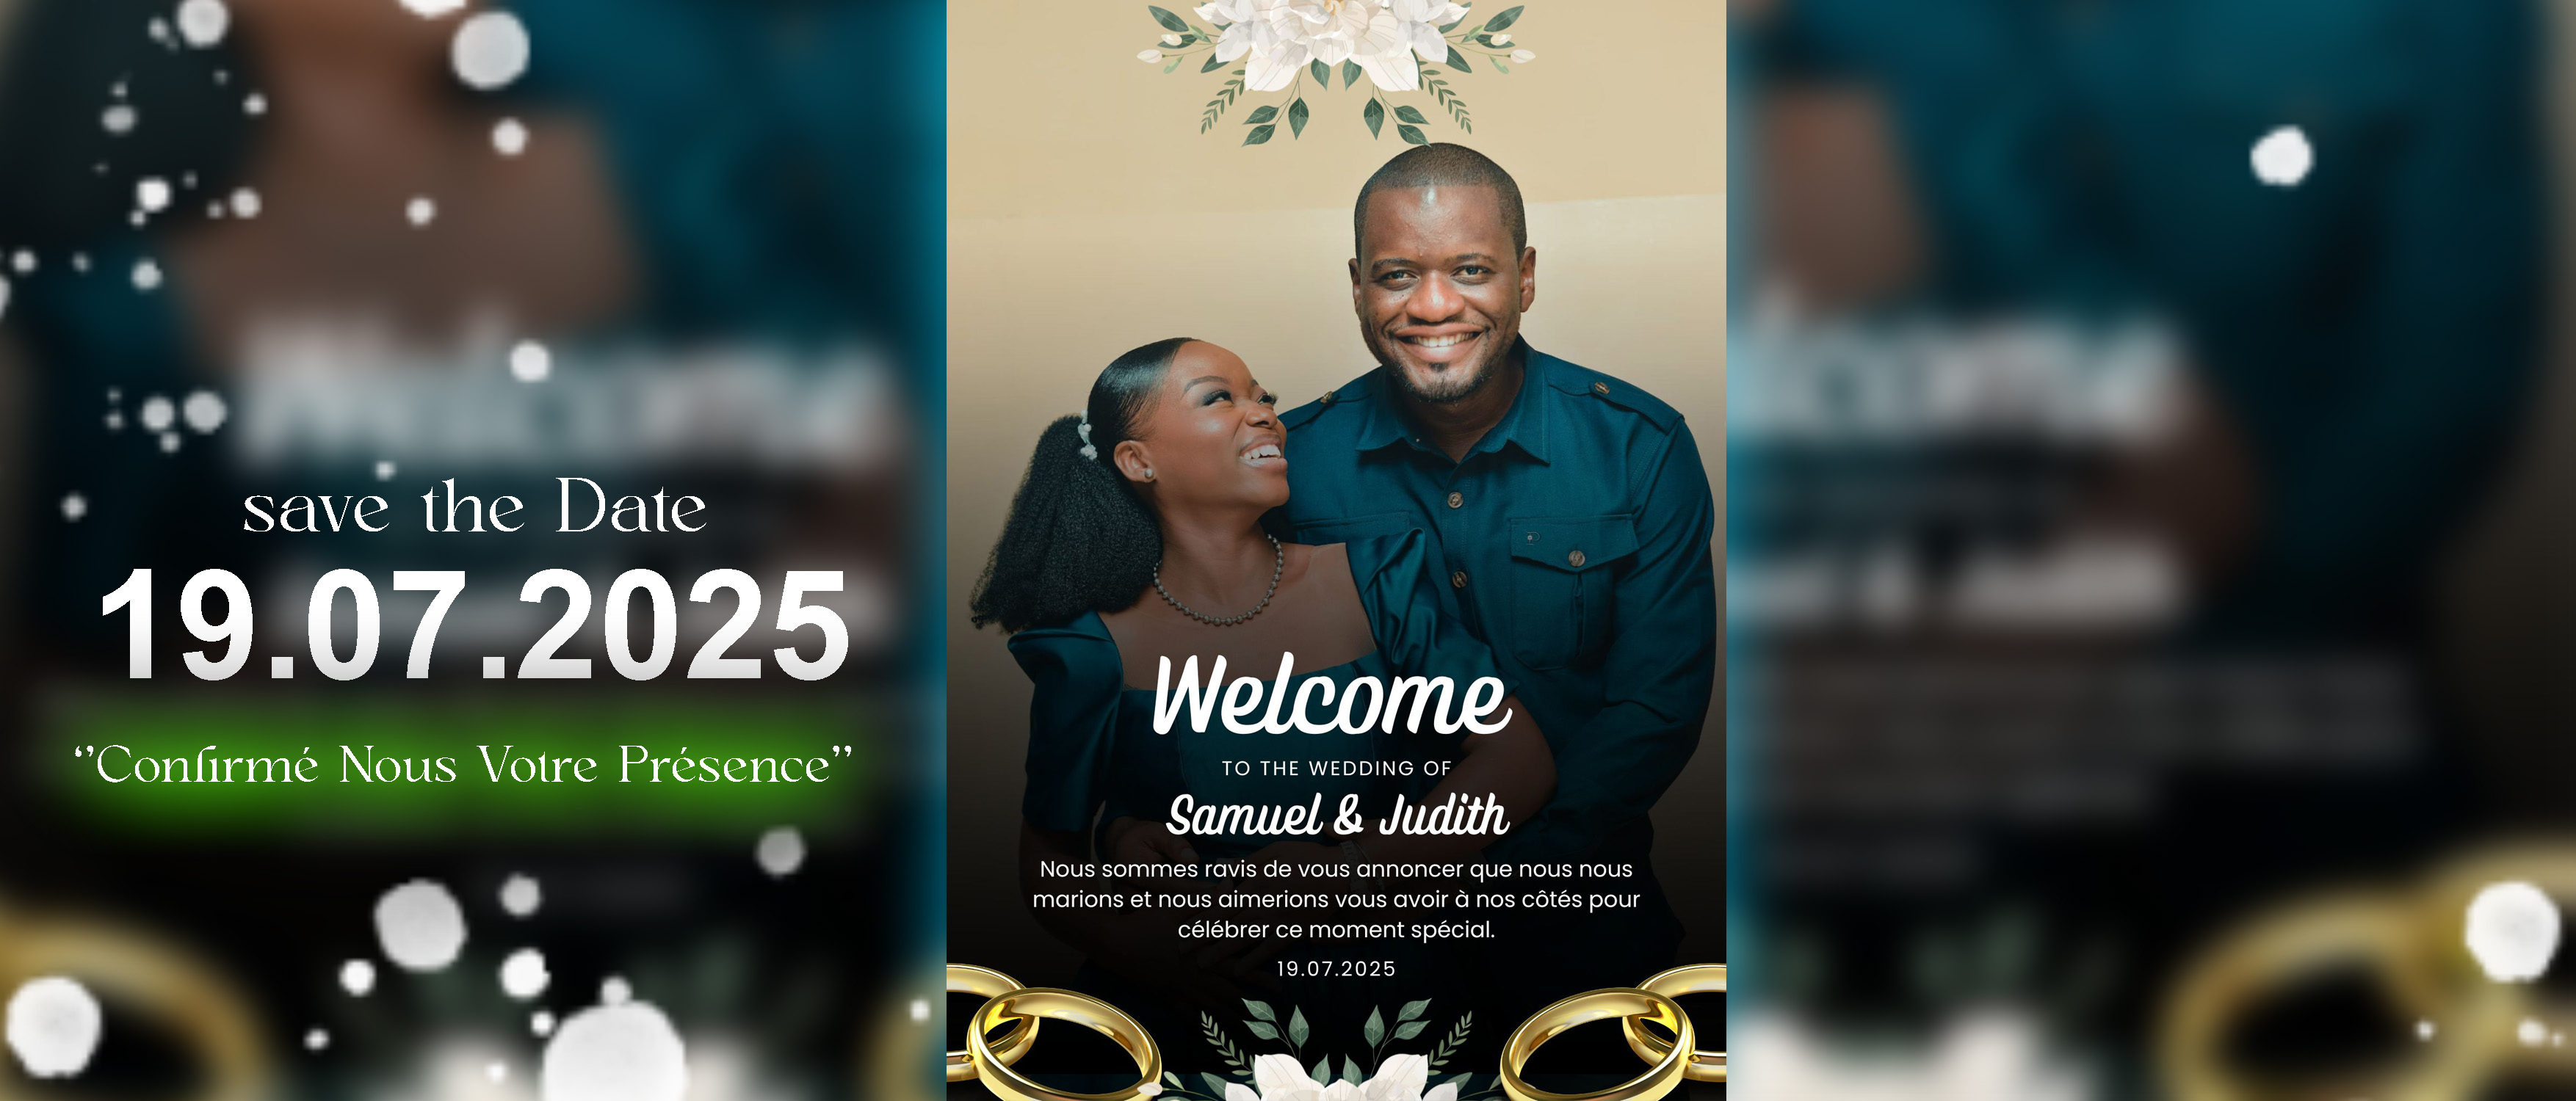 save the Date
19.07.2025
‘’Confirmé Nous Votre Présence’’
Welcome
TO THE WEDDING OF
Samuel & Judith
Nous sommes ravis de vous annoncer que nous nous
marions et nous aimerions vous avoir à nos côtés pour
célébrer ce moment spécial.
19.07.2025